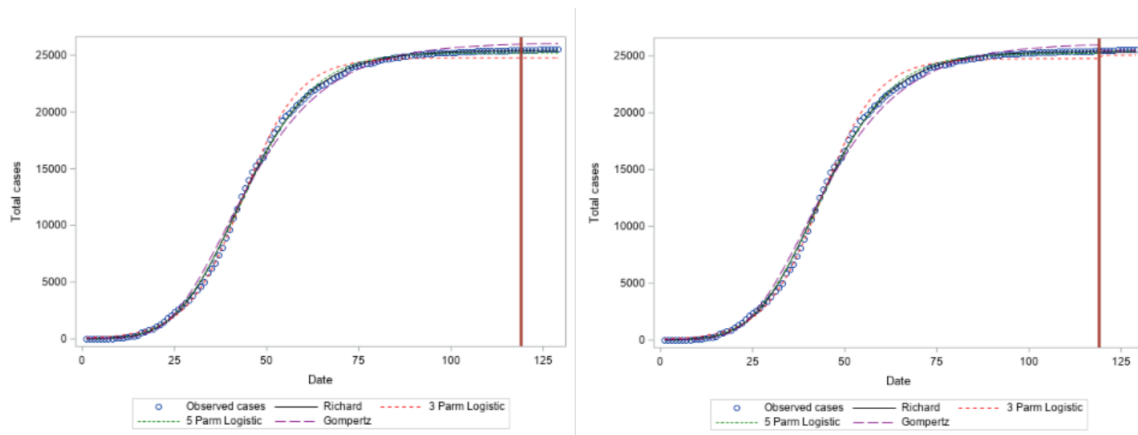 25000
20000
15000
10000
5000
0
Total cases
0 25 50 75 100 125
Date
Observed cases Richard 3 Parm Logistic
5 Parm Logistic Gompertz
25000
20000
15000
10000
5000
0
Total cases
0 25 50 75 100 125
Date
Observed cases Richard 3 Parm Logistic
5 Parm Logistic Gompertz